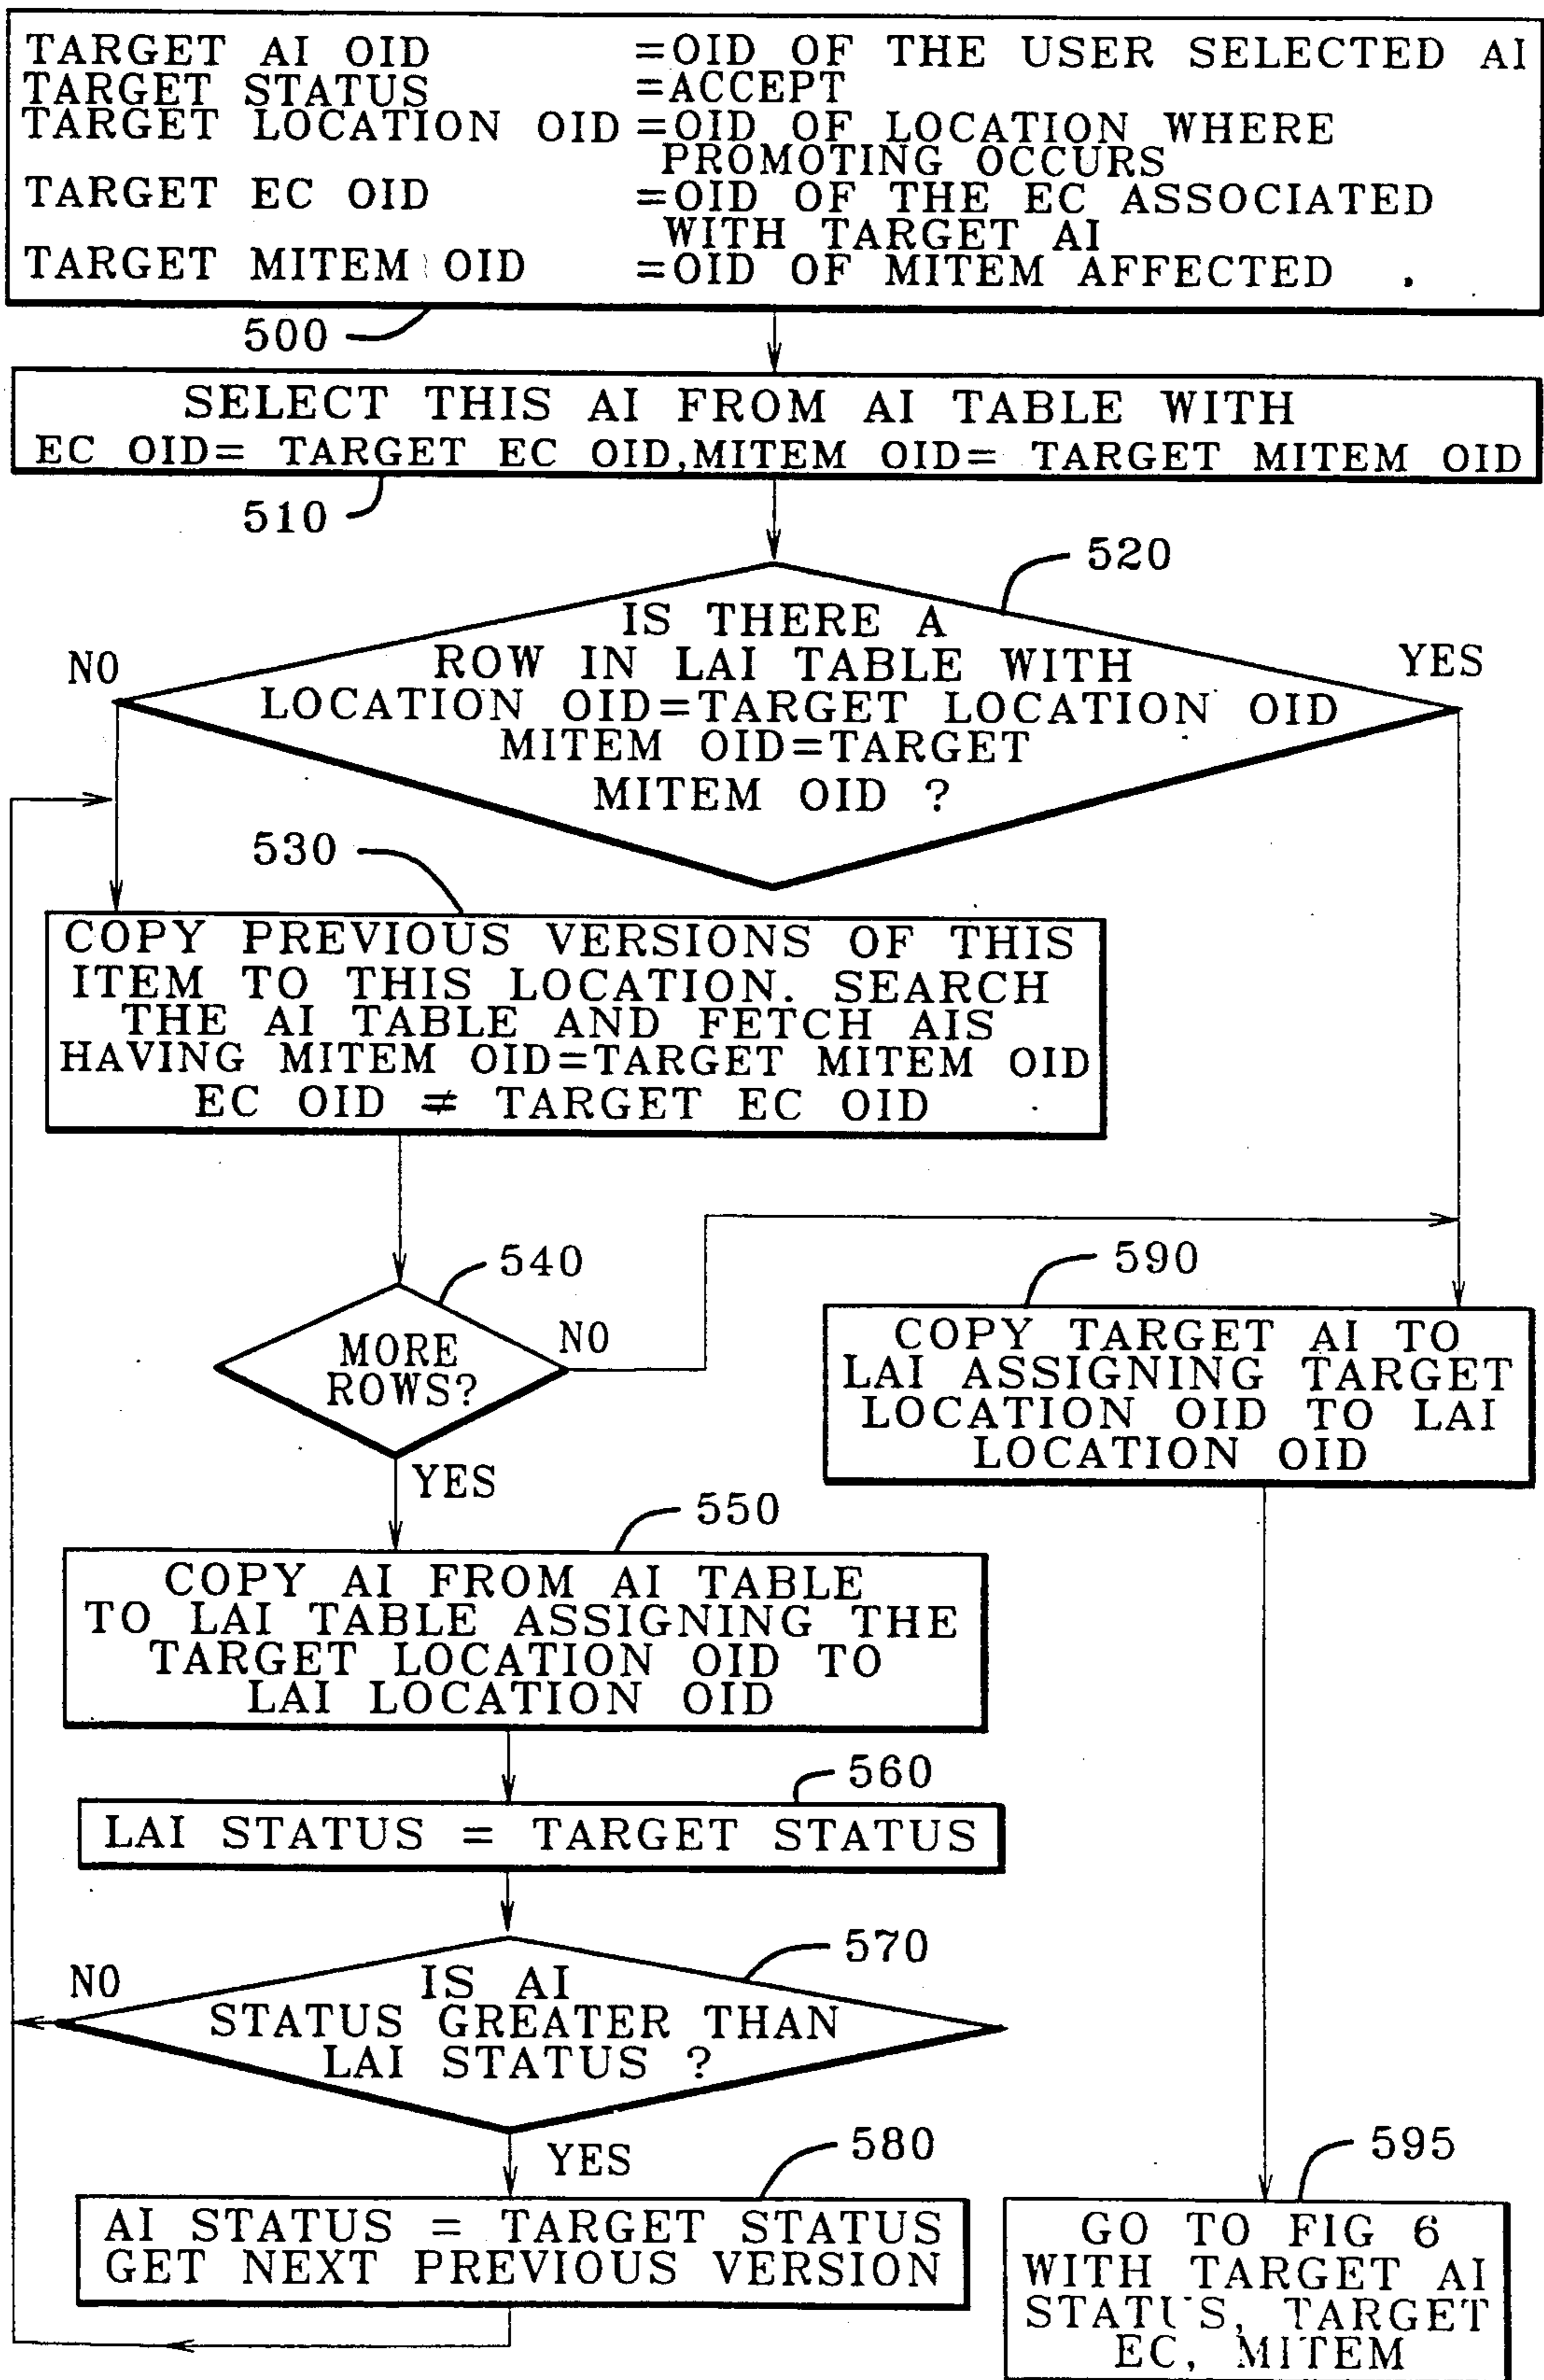 TARGET AI OID =OID OF THE USER SELECTED AI
TARGET STATUS =ACCEPT
TARGET LOCATION OID =OID OF LOCATION WHERE
PROMOTING OCCURS
TARGET EC OID =OID OF THE EC ASSOCIATED
WITH TARGET AI
TARGET MITEM OID =OID OF MITEM AFFECTED .
500
SELECT THIS AI FROM AI TABLE WITH
EC OID= TARGET EC OID,MITEM OID= TARGET MITEM OID
510
520
IS THERE A
ROW IN LAI TABLE WITH
LOCATION OID=TARGET LOCATION OID
MITEM OID=TARGET
MITEM OID ?
NO
YES
530
COPY PREVIOUS VERSIONS OF THIS
ITEM TO THIS LOCATION. SEARCH
THE AI TABLE AND FETCH AIS
HAVING MITEM OID=TARGET MITEM OID
EC OID ≠ TARGET EC OID
540
MORE
ROWS?
NO
YES
590
COPY TARGET AI TO
LAI ASSIGNING TARGET
LOCATION OID TO LAI
LOCATION OID
550
COPY AI FROM AI TABLE
TO LAI TABLE ASSIGNING THE
TARGET LOCATION OID TO
LAI LOCATION OID
560
LAI STATUS = TARGET STATUS
570
NO
IS AI
STATUS GREATER THAN
LAI STATUS ?
YES
580
AI STATUS = TARGET STATUS
GET NEXT PREVIOUS VERSION
595
GO TO FIG 6
WITH TARGET AI
STATUS, TARGET
EC, MITEM